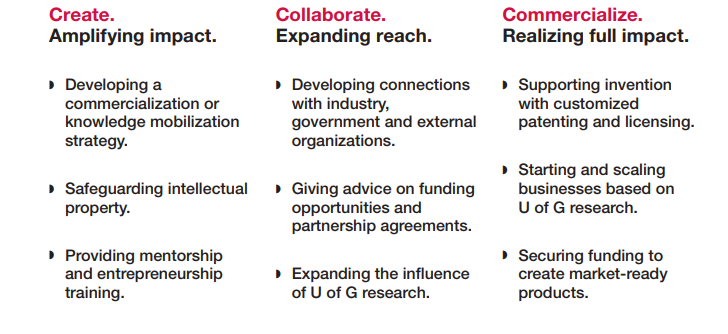 Create.
Amplifying impact.
Developing a
commercialization or
knowledge mobilization
strategy.
Safeguarding intellectual
property.
Providing mentorship
and entrepreneurship
training.
Collaborate.
Expanding reach.
Developing connections
with industry,
government and external
organizations.
Giving advice on funding
opportunities and
partnership agreements.
Expanding the influence
of U of G research.
Commercialize.
Realizing full impact.
Supporting invention
with customized
patenting and licensing.
Starting and scaling
businesses based on
U of G research.
Securing funding to
create market-ready
products.